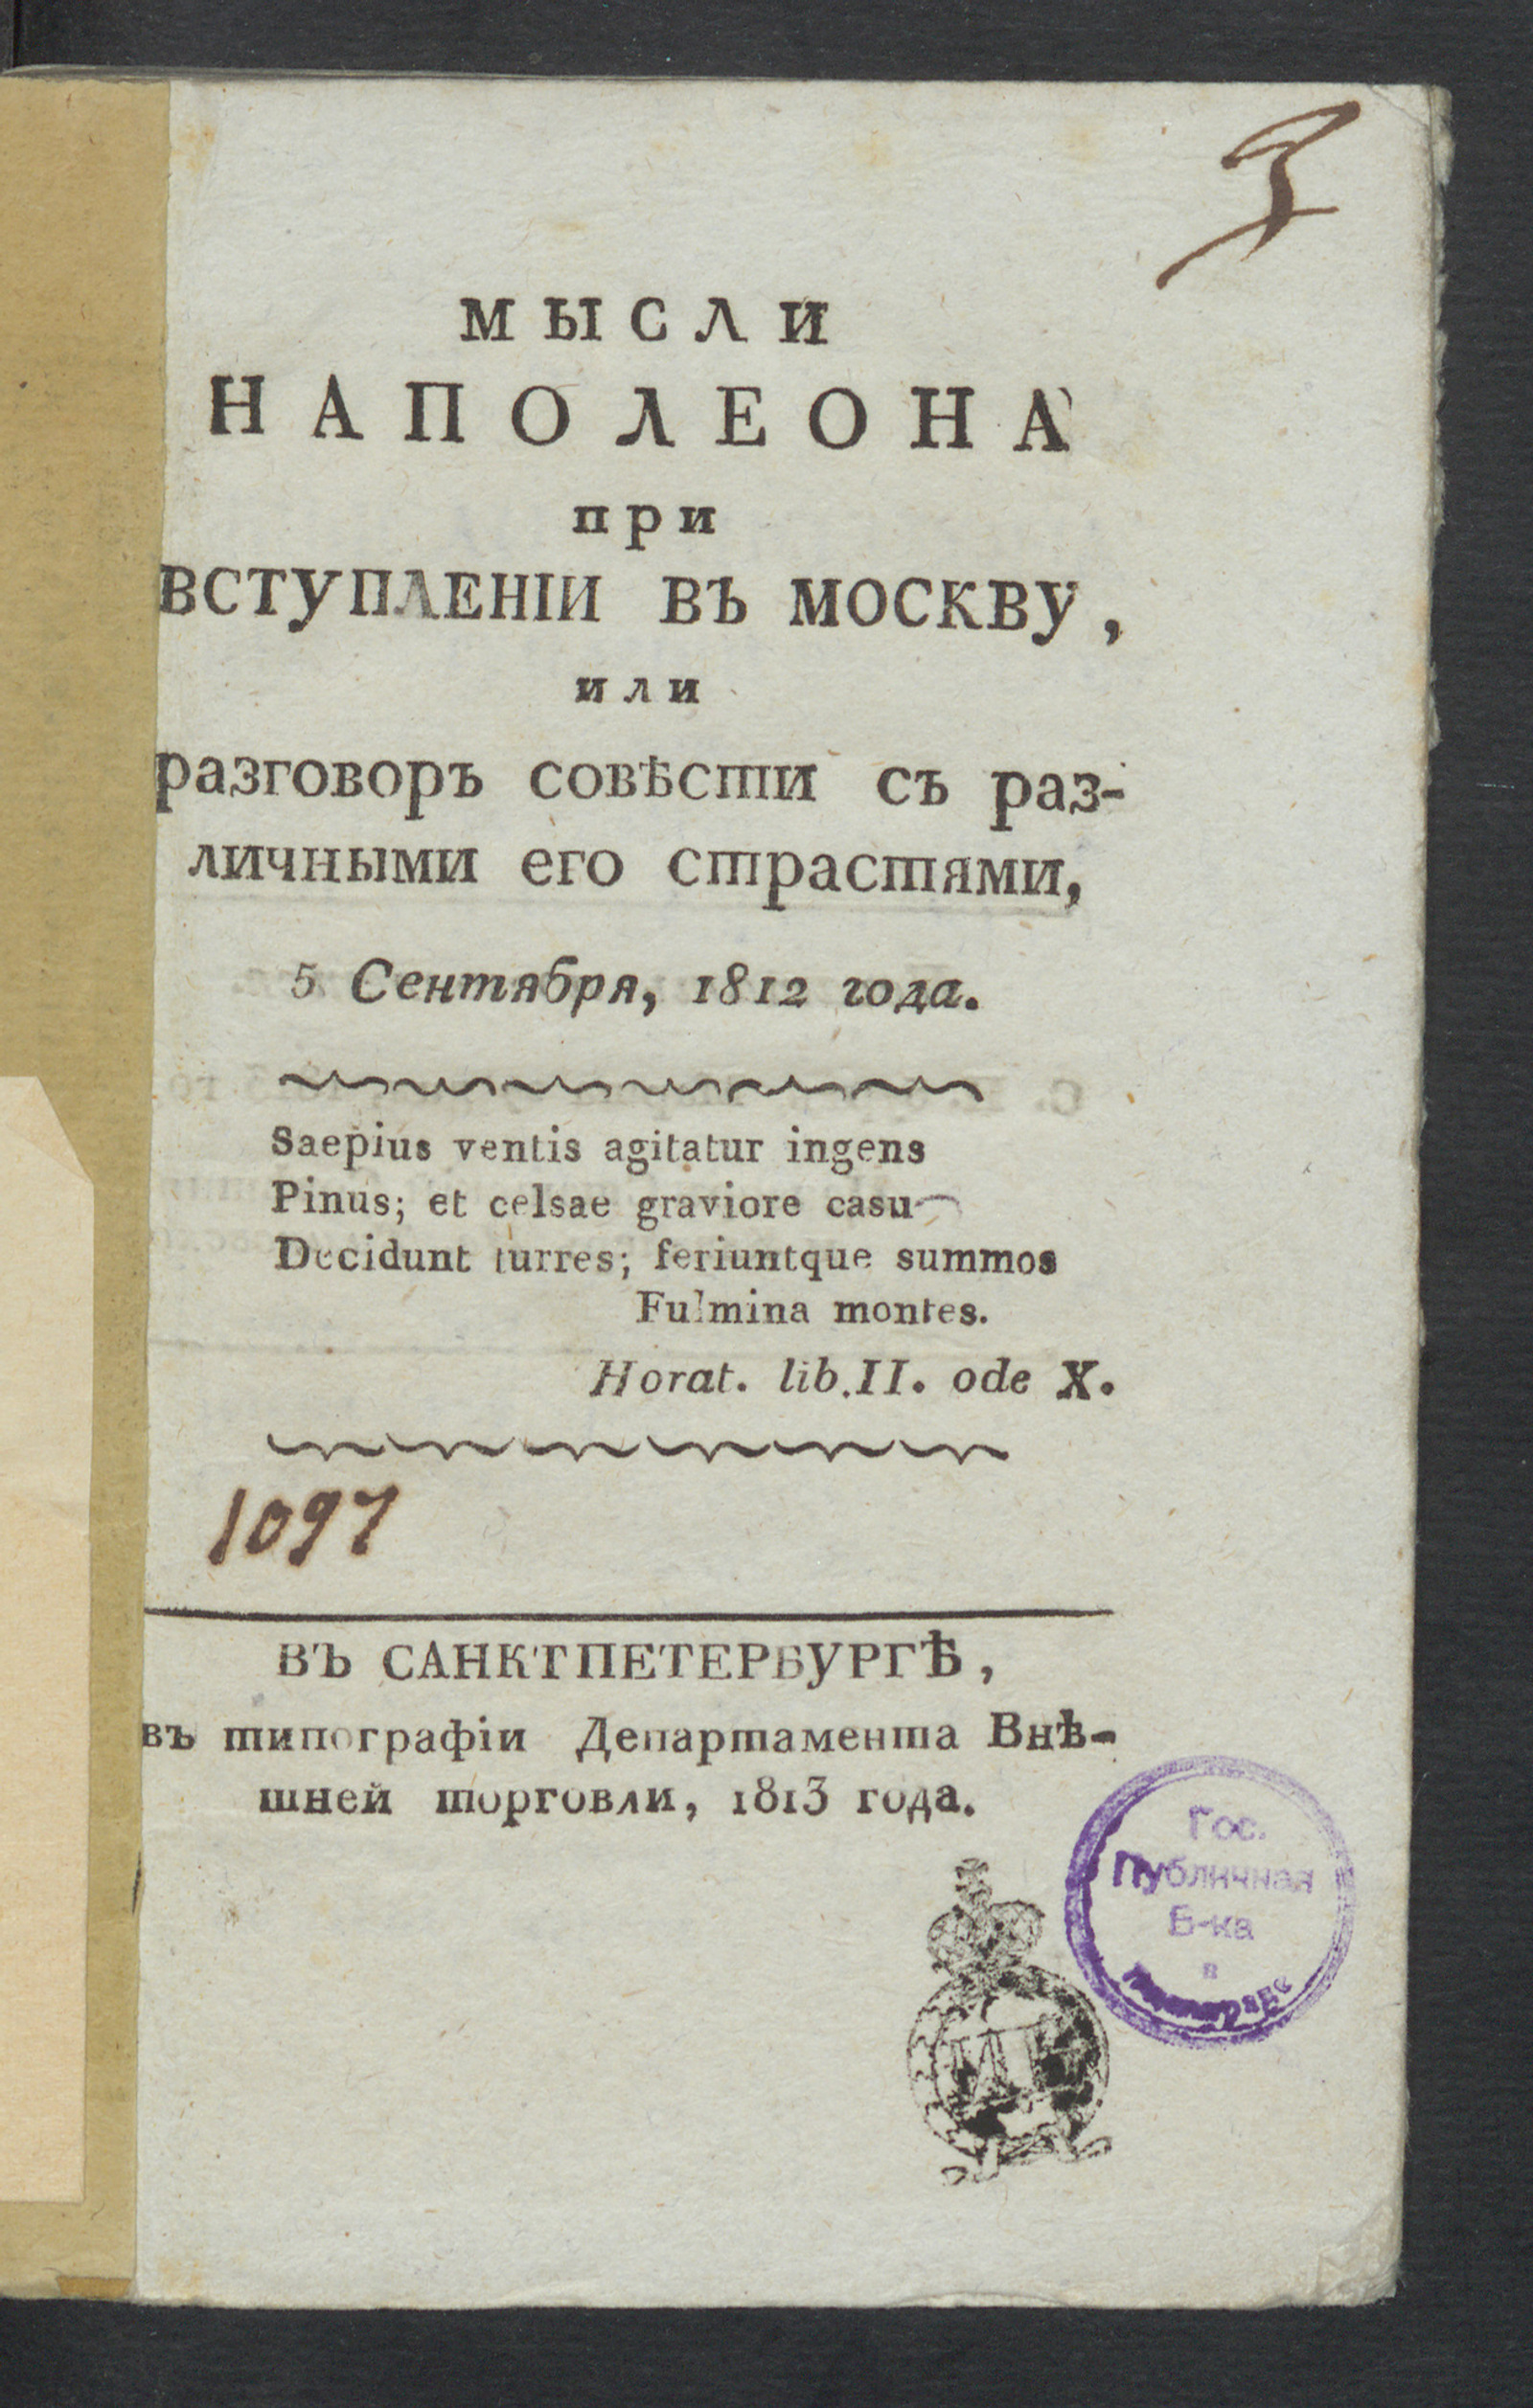 З
МЫСЛИ
НАПОЛЕОНА
при
ВСТУПЛЕНІИ ВЪ МОСКВУ,
или
разговоръ совѣсти съ раз-
личными его страстями,
5 Сентября, 1812 года.
Saepius ventis agitatur ingens
Pinus; et celsae graviore casu
Decidunt turres; feriuntque summos
Fulmina montes.
Horat. lib. II. ode X.
1097
ВЪ САНКТПЕТЕРБУРГѢ,
въ типографіи Департамента Внѣ-
шней торговли, 1813 года.
Гос.
Публичная
Б-ка
в